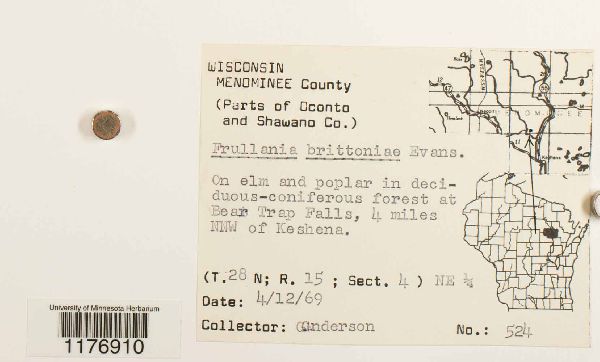 WISCONSIN
MENOMINEE County
(Parts of Oconto
and Shawano Co.)
Frullania brittoniae Evans.
On elm and poplar in deci-
duous-coniferous forest at
Bear Trap Falls, 4 miles
NNW of Keshena.
(T.28 N; R. 15 ; Sect. 4 ) NE ¼
Date: 4/12/69
Collector: Anderson
No.: 524
University of Minnesota Herbarium
1176910